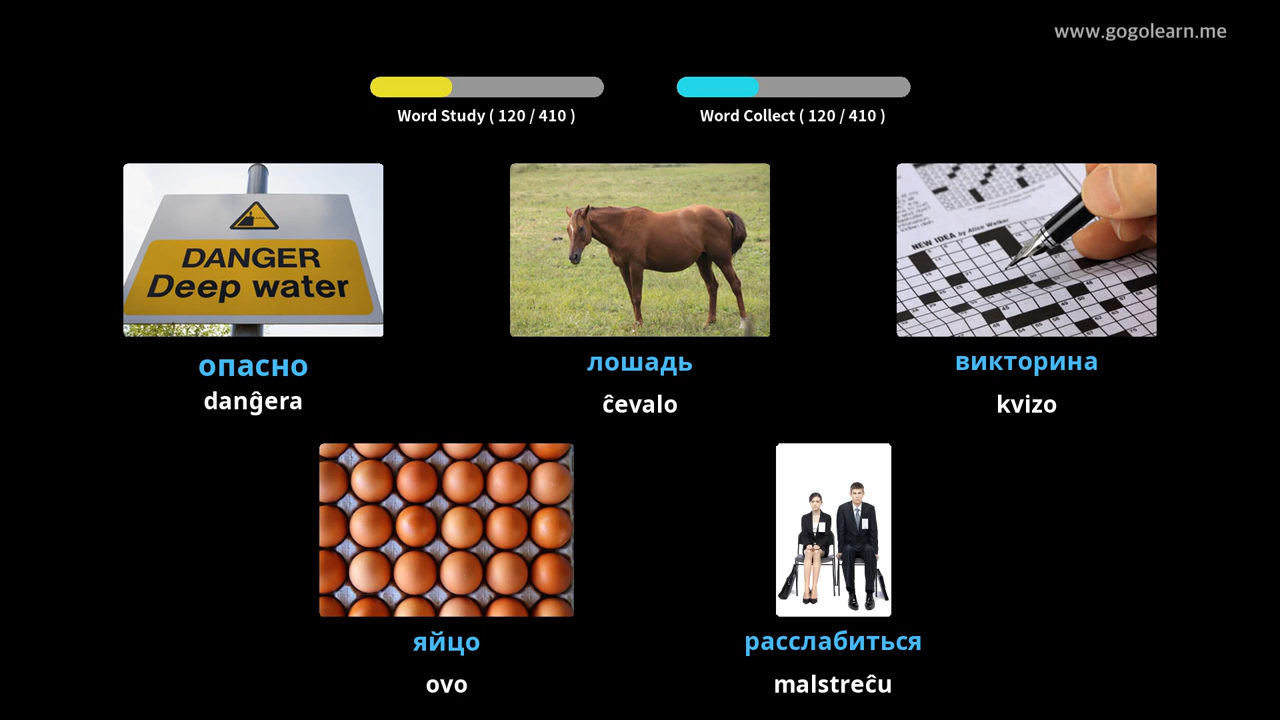 www.gogolearn.me
Word Study ( 120 / 410 )
Word Collect ( 120 / 410 )
DANGER
Deep water
NEW IDEA by Alice Walker
опасно
лошадь
викторина
danĝera
ĉevalo
kvizo
яйцо
расслабиться
ovo
malstreĉu